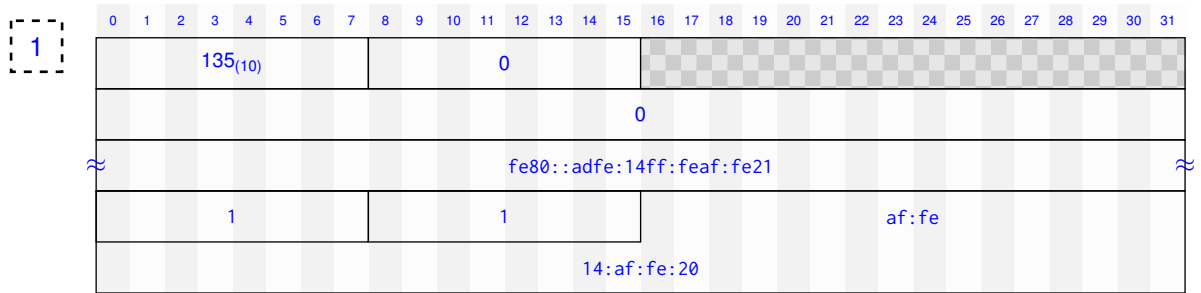 0 1 2 3 4 5 6 7 8 9 10 11 12 13 14 15 16 17 18 19 20 21 22 23 24 25 26 27 28 29 30 31
1
135(10) 0
0
≈ fe80::adfe:14ff:feaf:fe21 ≈
1 1 af:fe
14:af:fe:20